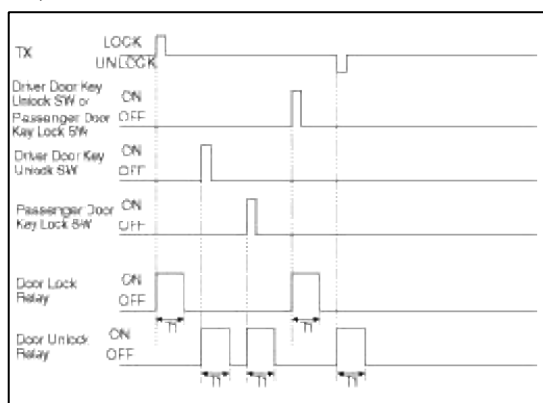 LOCK
TX
UNLOCK
Driver Door Key
Unlock SW or
Passenger Door
Key Lock SW
ON
OFF
Driver Door Key
Unlock SW
ON
OFF
Passenger Door
Key Lock SW
ON
OFF
Door Lock
Relay
ON
OFF
T1
T1
Door Unlock
Relay
ON
OFF
T1
T1
T1